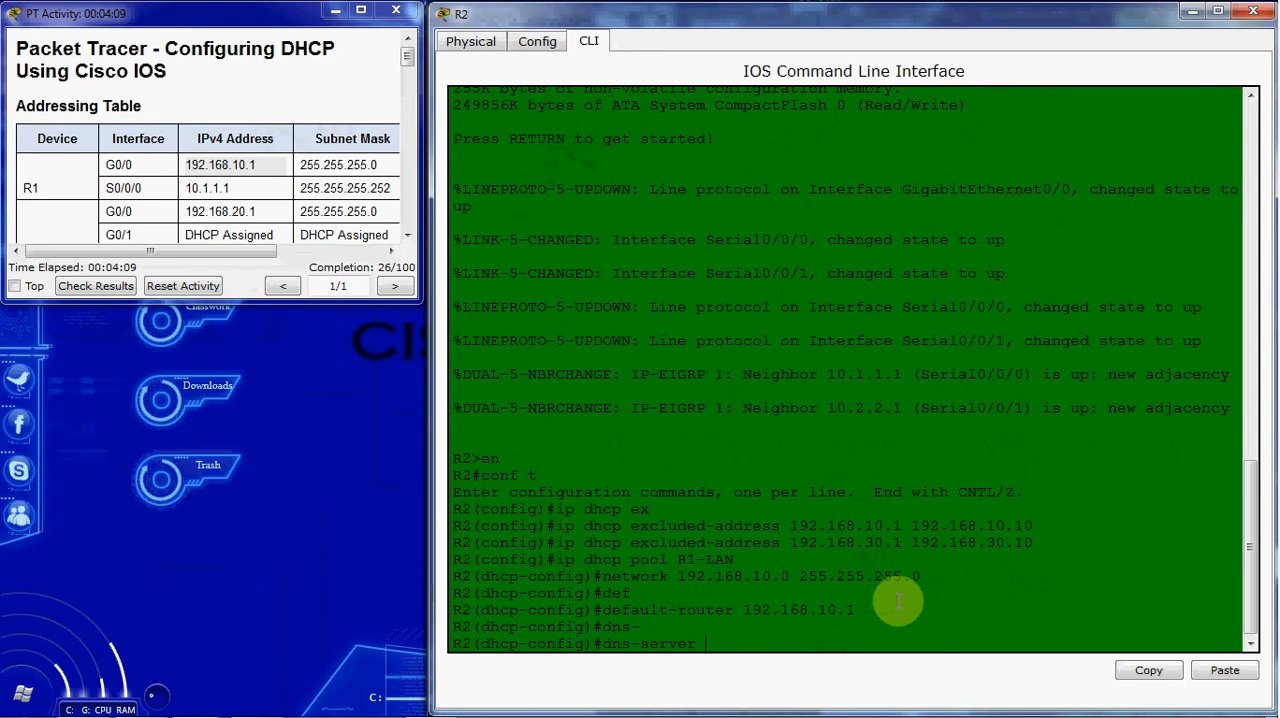 PT Activity: 00:04:09
Packet Tracer - Configuring DHCP
Using Cisco IOS
Addressing Table
Device Interface IPv4 Address Subnet Mask
R1
G0/0 192.168.10.1 255.255.255.0
S0/0/0 10.1.1.1 255.255.255.252
G0/0 192.168.20.1 255.255.255.0
G0/1 DHCP Assigned DHCP Assigned
Time Elapsed: 00:04:09 Completion: 26/100
Top Check Results Reset Activity < 1/1 >
Classwork
Downloads
Trash
C: G: CPU RAM
C:
R2
Physical Config CLI
IOS Command Line Interface
255K bytes of non-volatile configuration memory.
249856K bytes of ATA System CompactFlash 0 (Read/Write)
Press RETURN to get started!
%LINEPROTO-5-UPDOWN: Line protocol on Interface GigabitEthernet0/0, changed state to
up
%LINK-5-CHANGED: Interface Serial0/0/0, changed state to up
%LINK-5-CHANGED: Interface Serial0/0/1, changed state to up
%LINEPROTO-5-UPDOWN: Line protocol on Interface Serial0/0/0, changed state to up
%LINEPROTO-5-UPDOWN: Line protocol on Interface Serial0/0/1, changed state to up
%DUAL-5-NBRCHANGE: IP-EIGRP 1: Neighbor 10.1.1.1 (Serial0/0/0) is up: new adjacency
%DUAL-5-NBRCHANGE: IP-EIGRP 1: Neighbor 10.2.2.1 (Serial0/0/1) is up: new adjacency
R2>en
R2#conf t
Enter configuration commands, one per line. End with CNTL/Z.
R2(config)#ip dhcp ex
R2(config)#ip dhcp excluded-address 192.168.10.1 192.168.10.10
R2(config)#ip dhcp excluded-address 192.168.30.1 192.168.30.10
R2(config)#ip dhcp pool R1-LAN
R2(dhcp-config)#network 192.168.10.0 255.255.255.0
R2(dhcp-config)#def
R2(dhcp-config)#default-router 192.168.10.1
R2(dhcp-config)#dns-
R2(dhcp-config)#dns-server
Copy Paste